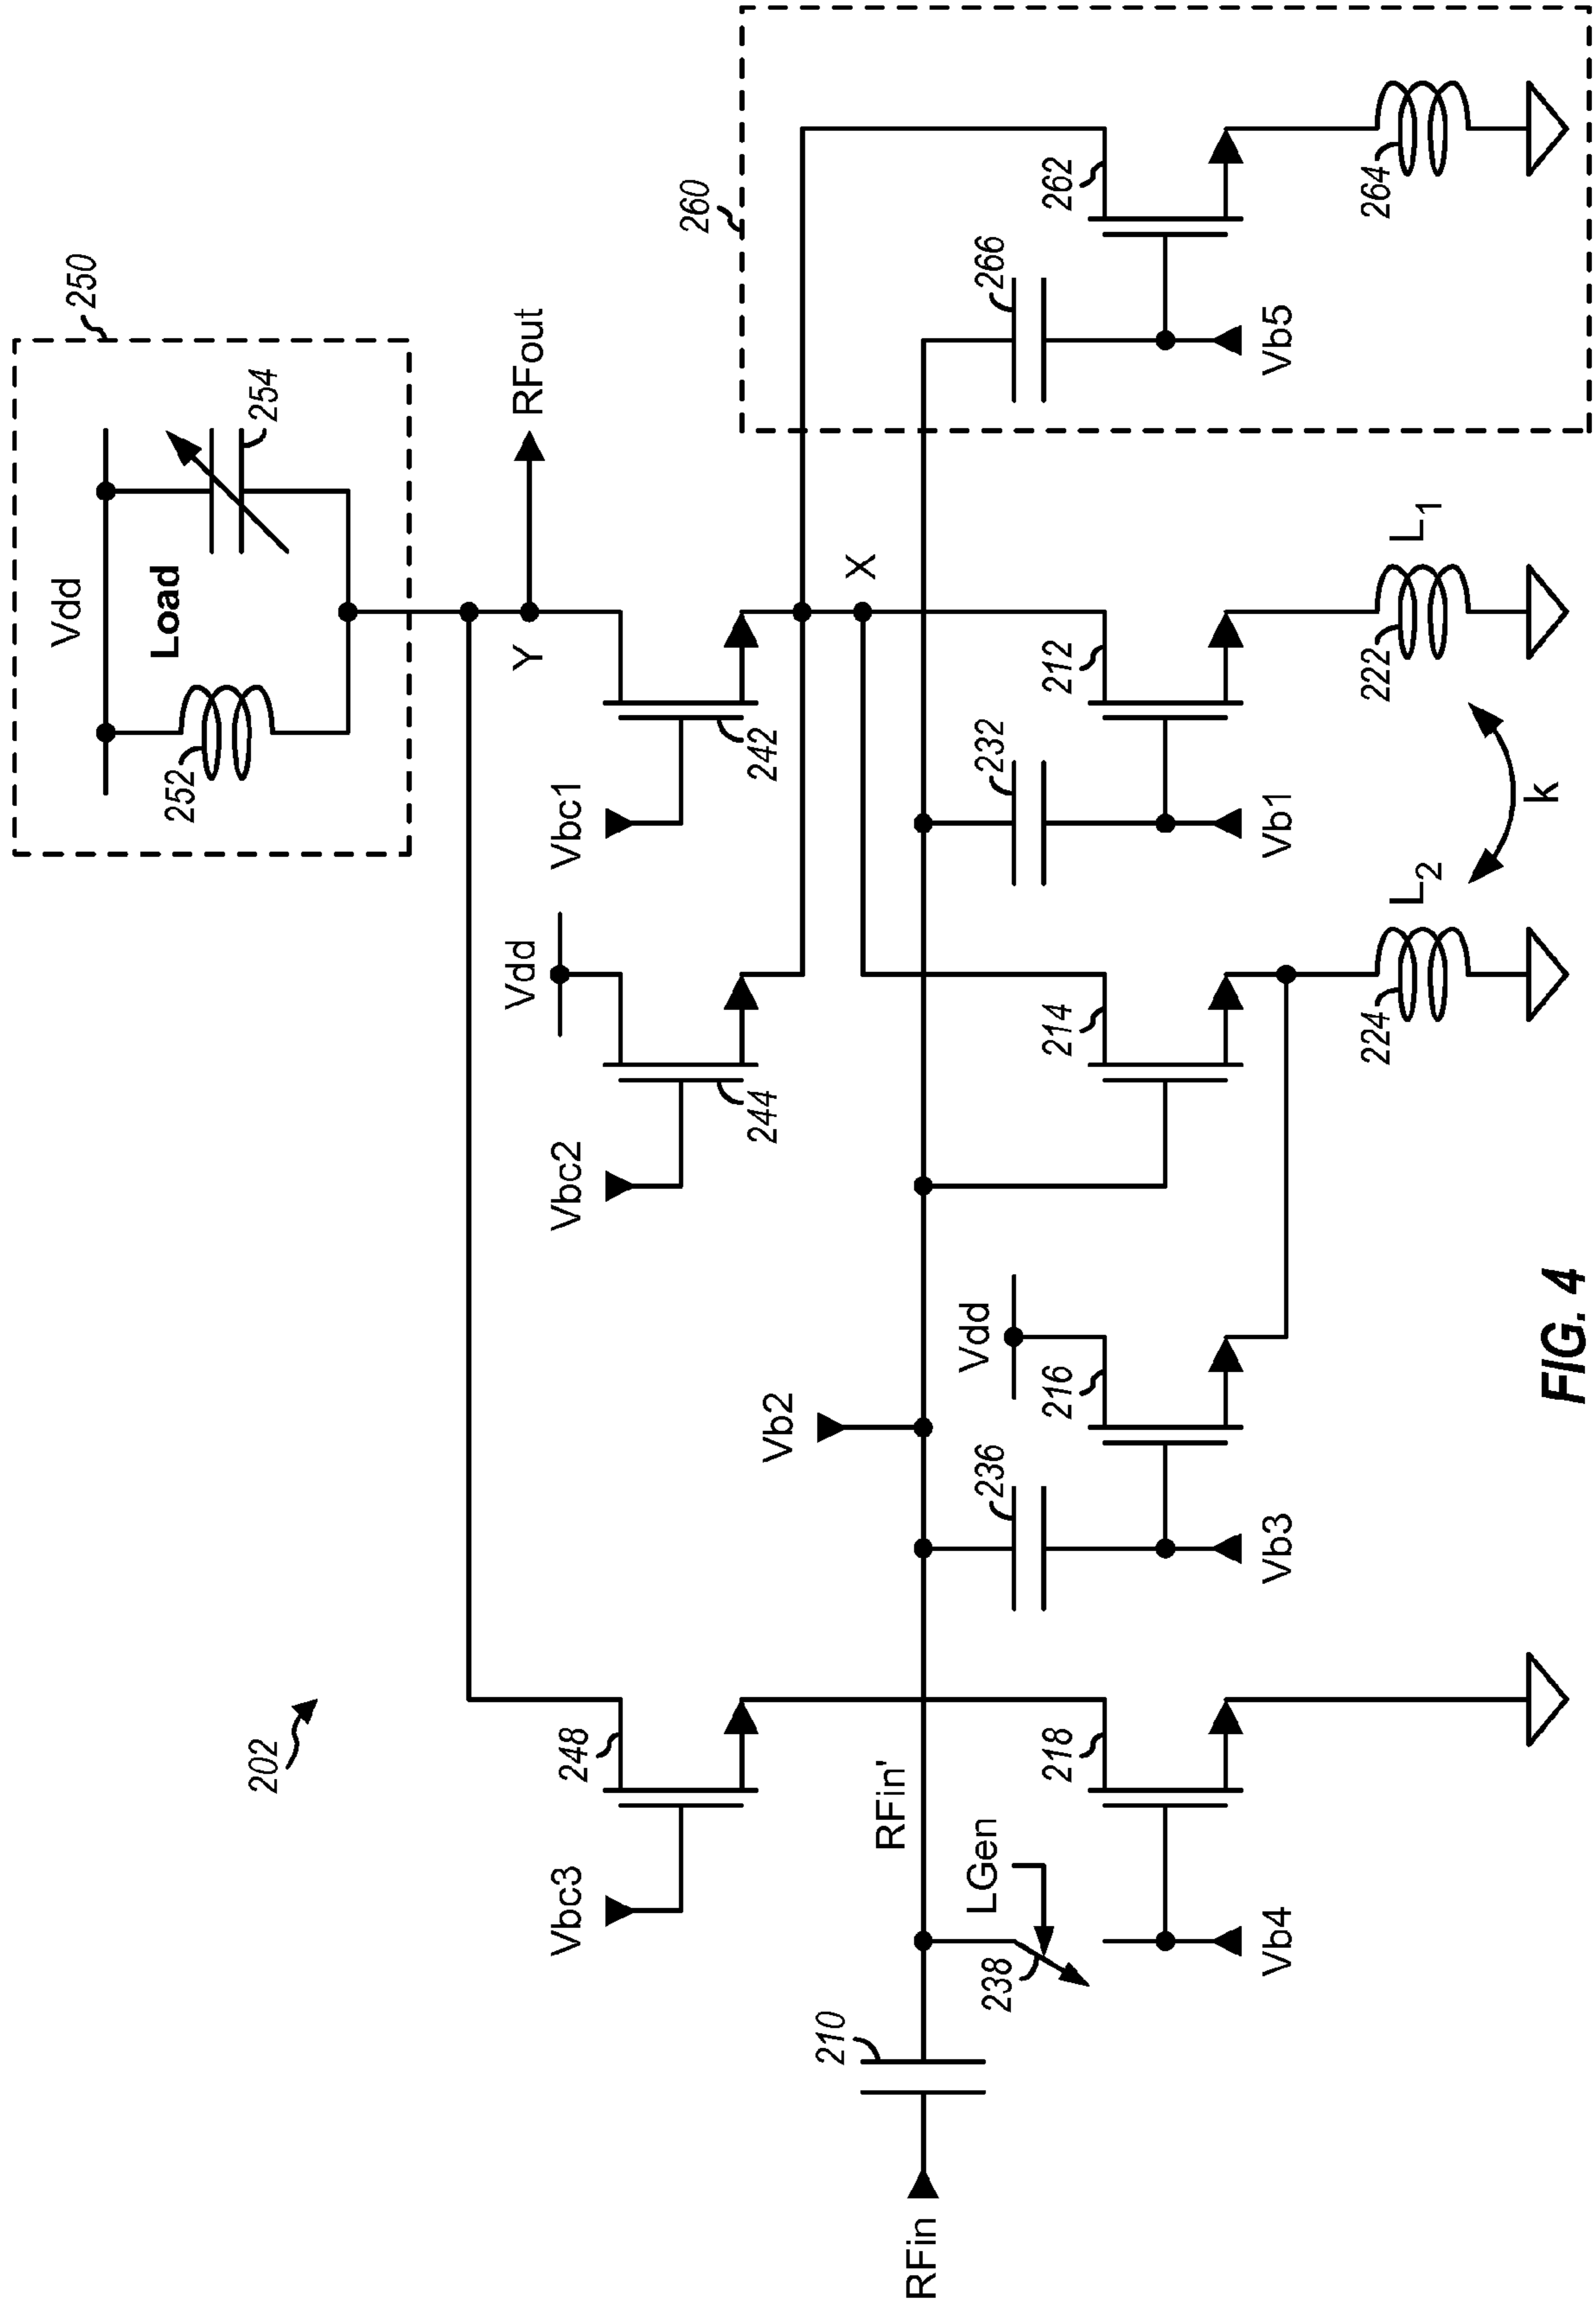 202
Vdd
Load
252
254
250
Vbc3
248
Vbc2
244
Vdd
Vbc1
242
Y
RFout
260
X
RFin
210
RFin'
Vb2
LGen
238
218
Vb4
236
Vdd
216
Vb3
214
232
212
Vb1
266
262
Vb5
224
L2
222
L1
264
k
FIG. 4